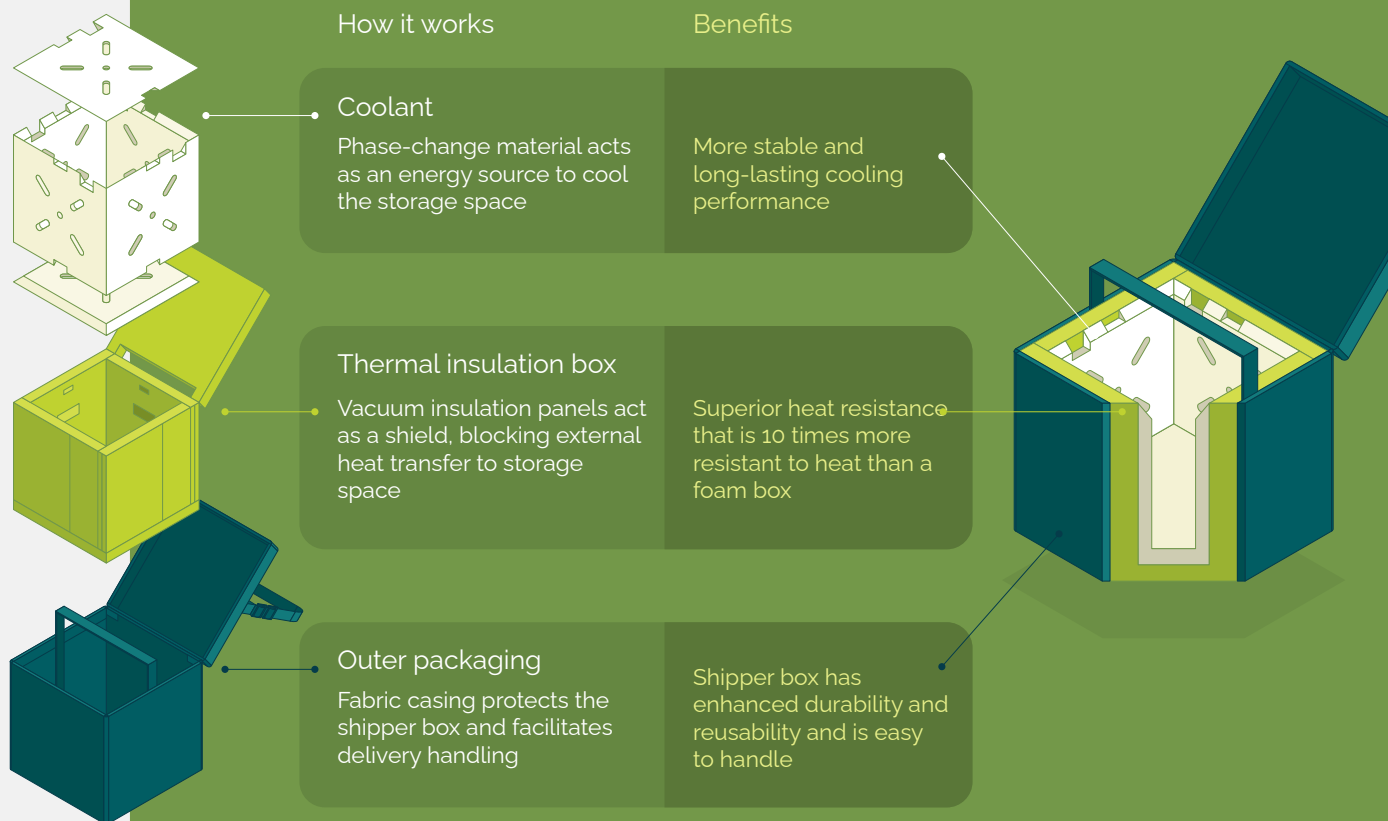 How it works
Benefits
Coolant
Phase-change material acts
as an energy source to cool
the storage space
More stable and
long-lasting cooling
performance
Thermal insulation box
Vacuum insulation panels act
as a shield, blocking external
heat transfer to storage
space
Superior heat resistance
that is 10 times more
resistant to heat than a
foam box
Outer packaging
Fabric casing protects the
shipper box and facilitates
delivery handling
Shipper box has
enhanced durability and
reusability and is easy
to handle